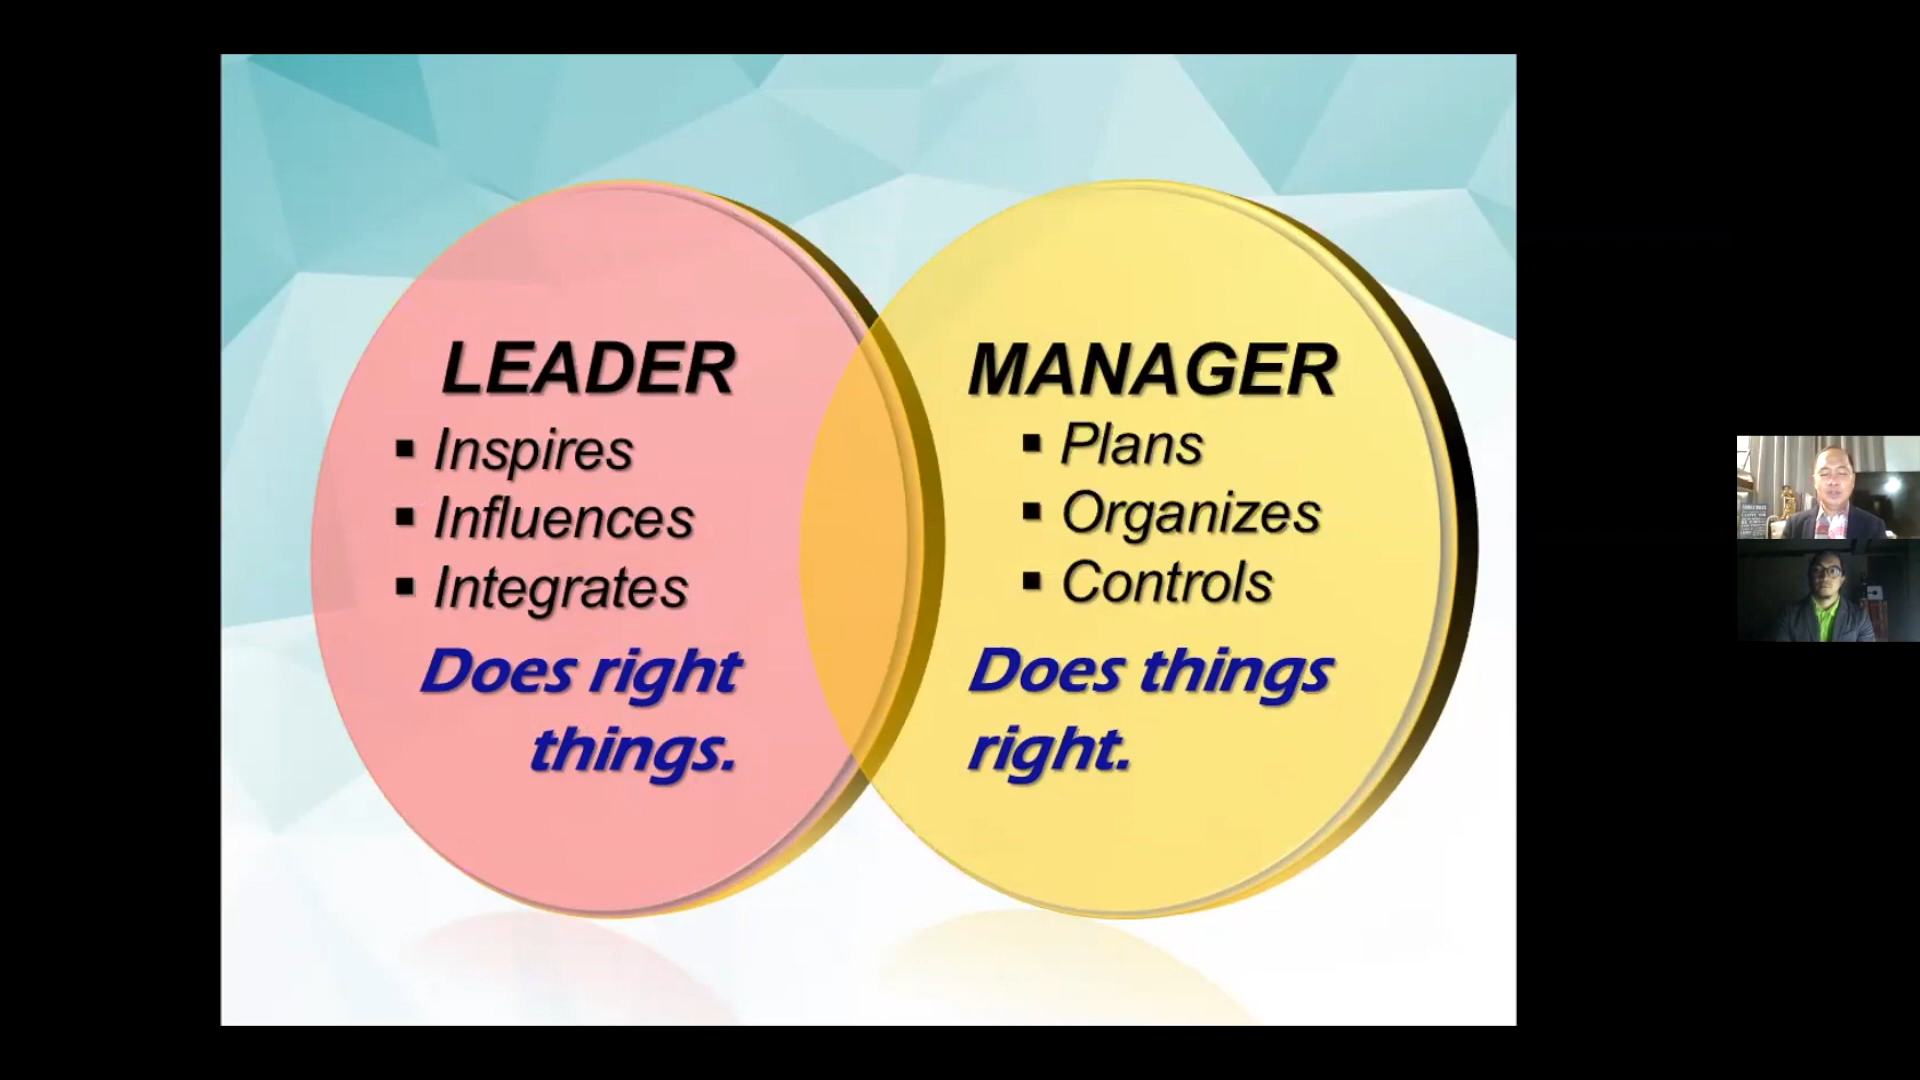 LEADER
▪ Inspires
▪ Influences
▪ Integrates
Does right
things.
MANAGER
▪ Plans
▪ Organizes
▪ Controls
Does things
right.